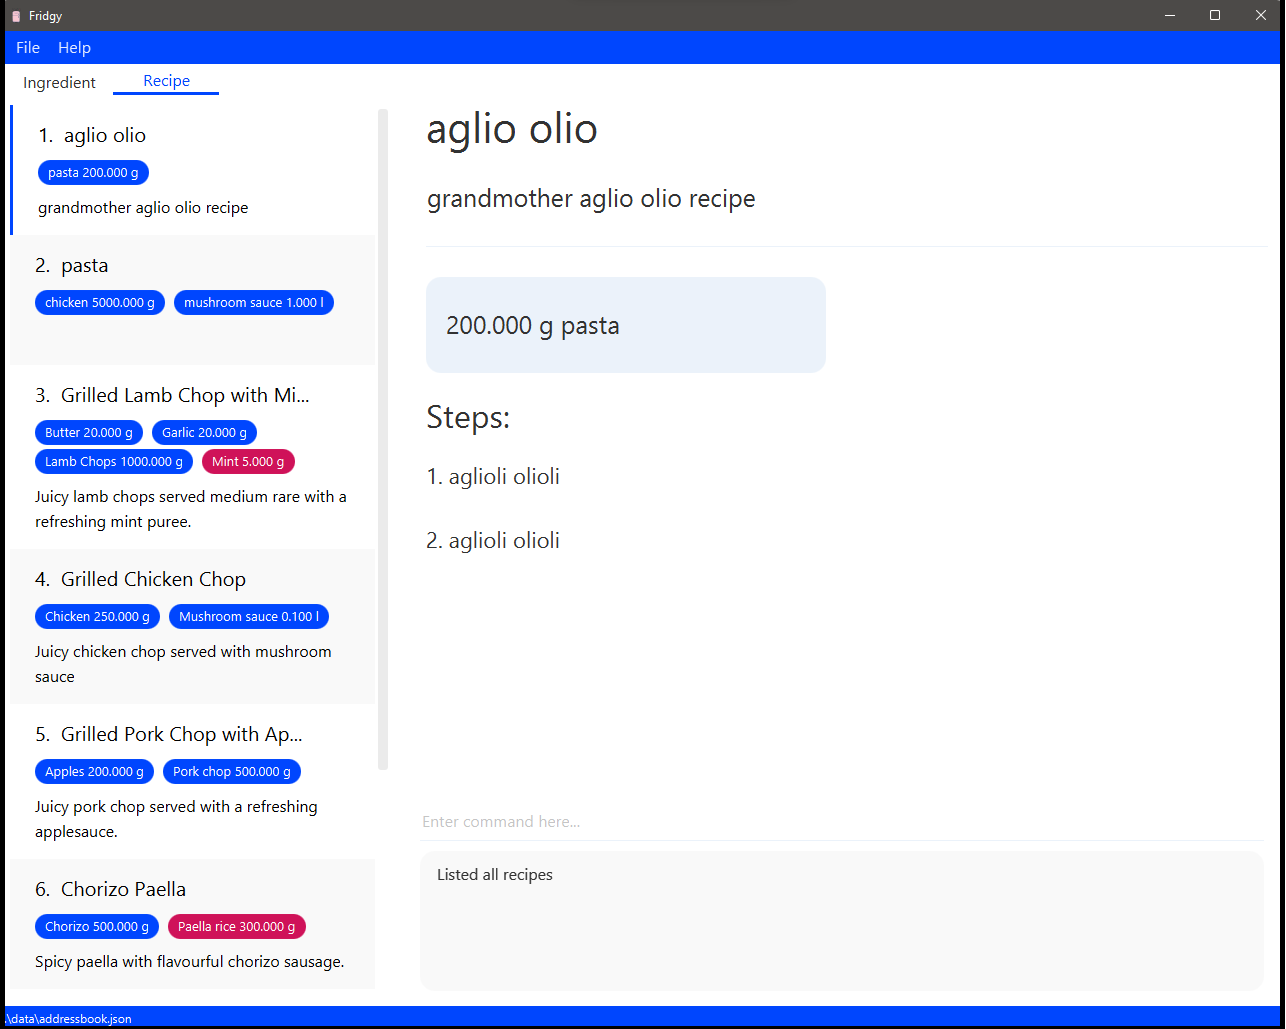 Fridgy
File Help
Ingredient Recipe
1. aglio olio
pasta 200.000 g
grandmother aglio olio recipe
2. pasta
chicken 5000.000 g mushroom sauce 1.000 l
3. Grilled Lamb Chop with Mi...
Butter 20.000 g Garlic 20.000 g
Lamb Chops 1000.000 g Mint 5.000 g
Juicy lamb chops served medium rare with a
refreshing mint puree.
4. Grilled Chicken Chop
Chicken 250.000 g Mushroom sauce 0.100 l
Juicy chicken chop served with mushroom
sauce
5. Grilled Pork Chop with Ap...
Apples 200.000 g Pork chop 500.000 g
Juicy pork chop served with a refreshing
applesauce.
6. Chorizo Paella
Chorizo 500.000 g Paella rice 300.000 g
Spicy paella with flavourful chorizo sausage.
aglio olio
grandmother aglio olio recipe
200.000 g pasta
Steps:
1. aglioli olioli
2. aglioli olioli
Enter command here...
Listed all recipes
.\data\addressbook.json